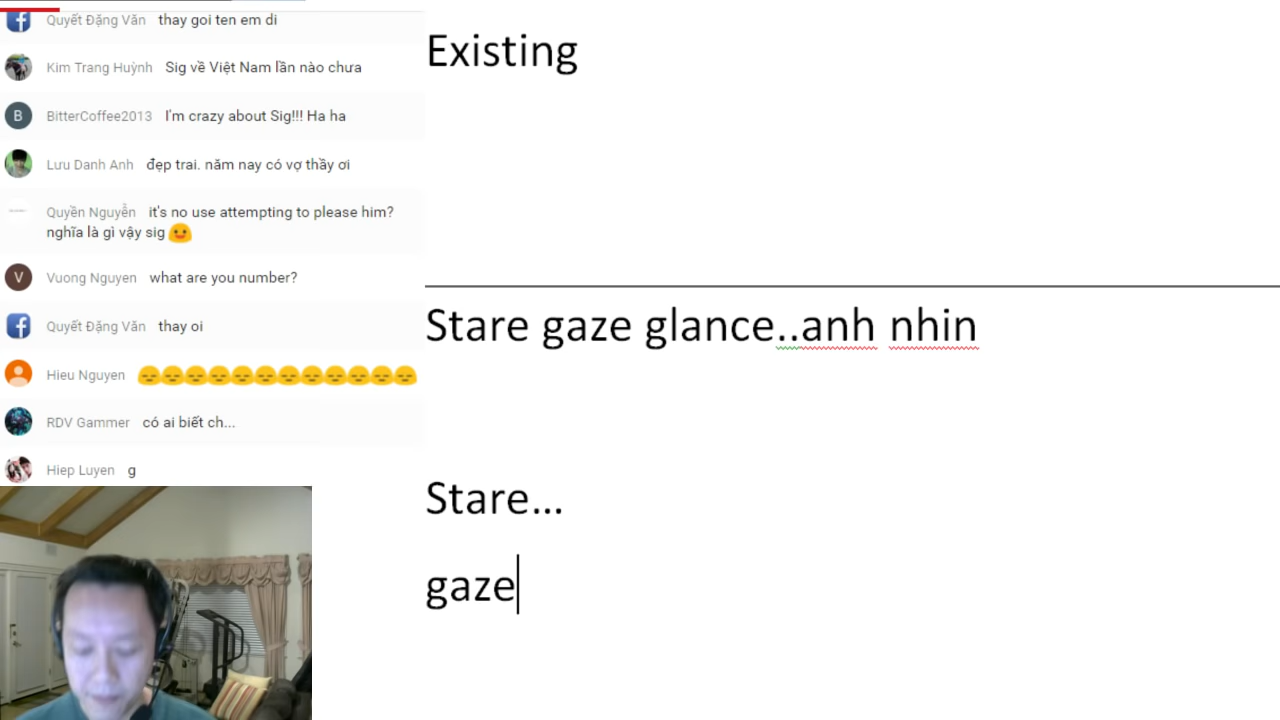 Quyết Đặng Văn thay goi ten em di
Kim Trang Huỳnh Sig về Việt Nam lần nào chưa
B BitterCoffee2013 I'm crazy about Sig!!! Ha ha
Lưu Danh Anh đẹp trai. năm nay có vợ thầy ơi
Quyền Nguyễn it's no use attempting to please him?
nghĩa là gì vậy sig
V Vuong Nguyen what are you number?
Quyết Đặng Văn thay oi
Hieu Nguyen
RDV Gammer có ai biết ch...
Hiep Luyen g
Existing
Stare gaze glance..anh nhin
Stare...
gaze